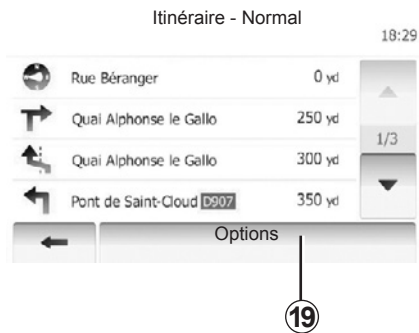 Itinéraire - Normal
18:29
Rue Béranger 0 yd
Quai Alphonse le Gallo 250 yd
1/3
Quai Alphonse le Gallo 300 yd
Pont de Saint-Cloud D907 350 yd
Options
19